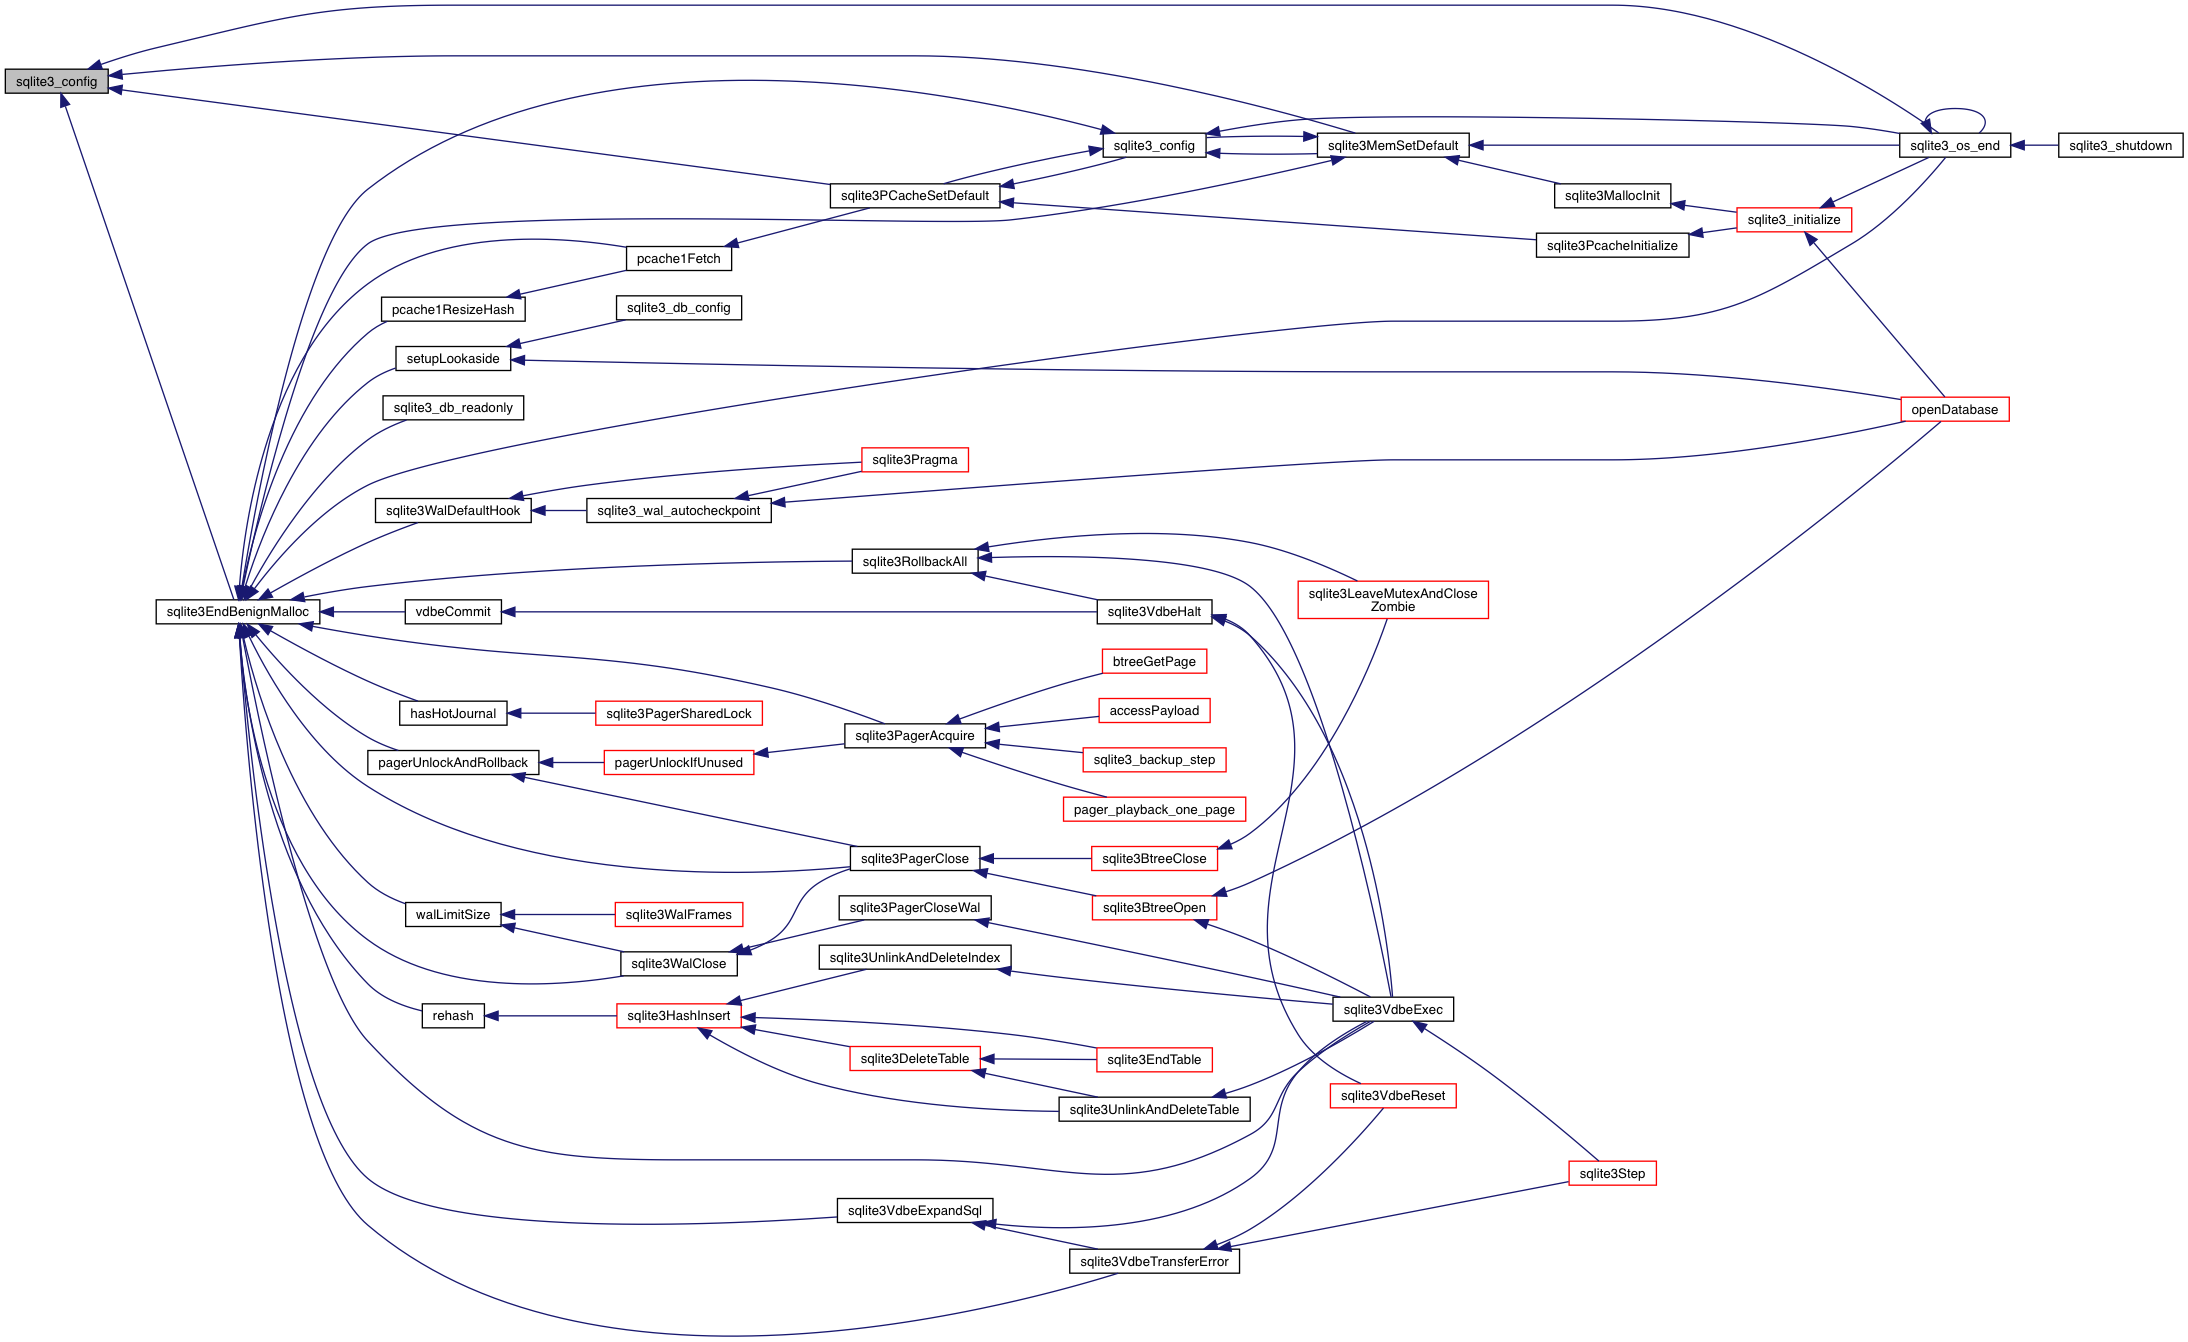 sqlite3_config
sqlite3_config
sqlite3MemSetDefault
sqlite3_os_end
sqlite3_shutdown
sqlite3PCacheSetDefault
sqlite3MallocInit
sqlite3_initialize
sqlite3PcacheInitialize
pcache1Fetch
pcache1ResizeHash
sqlite3_db_config
setupLookaside
sqlite3_db_readonly
openDatabase
sqlite3Pragma
sqlite3WalDefaultHook
sqlite3_wal_autocheckpoint
sqlite3RollbackAll
sqlite3LeaveMutexAndClose
Zombie
sqlite3EndBenignMalloc
vdbeCommit
sqlite3VdbeHalt
btreeGetPage
hasHotJournal
sqlite3PagerSharedLock
accessPayload
sqlite3PagerAcquire
pagerUnlockAndRollback
pagerUnlockIfUnused
sqlite3_backup_step
pager_playback_one_page
sqlite3PagerClose
sqlite3BtreeClose
walLimitSize
sqlite3WalFrames
sqlite3PagerCloseWal
sqlite3BtreeOpen
sqlite3WalClose
sqlite3UnlinkAndDeleteIndex
rehash
sqlite3HashInsert
sqlite3VdbeExec
sqlite3DeleteTable
sqlite3EndTable
sqlite3UnlinkAndDeleteTable
sqlite3VdbeReset
sqlite3Step
sqlite3VdbeExpandSql
sqlite3VdbeTransferError